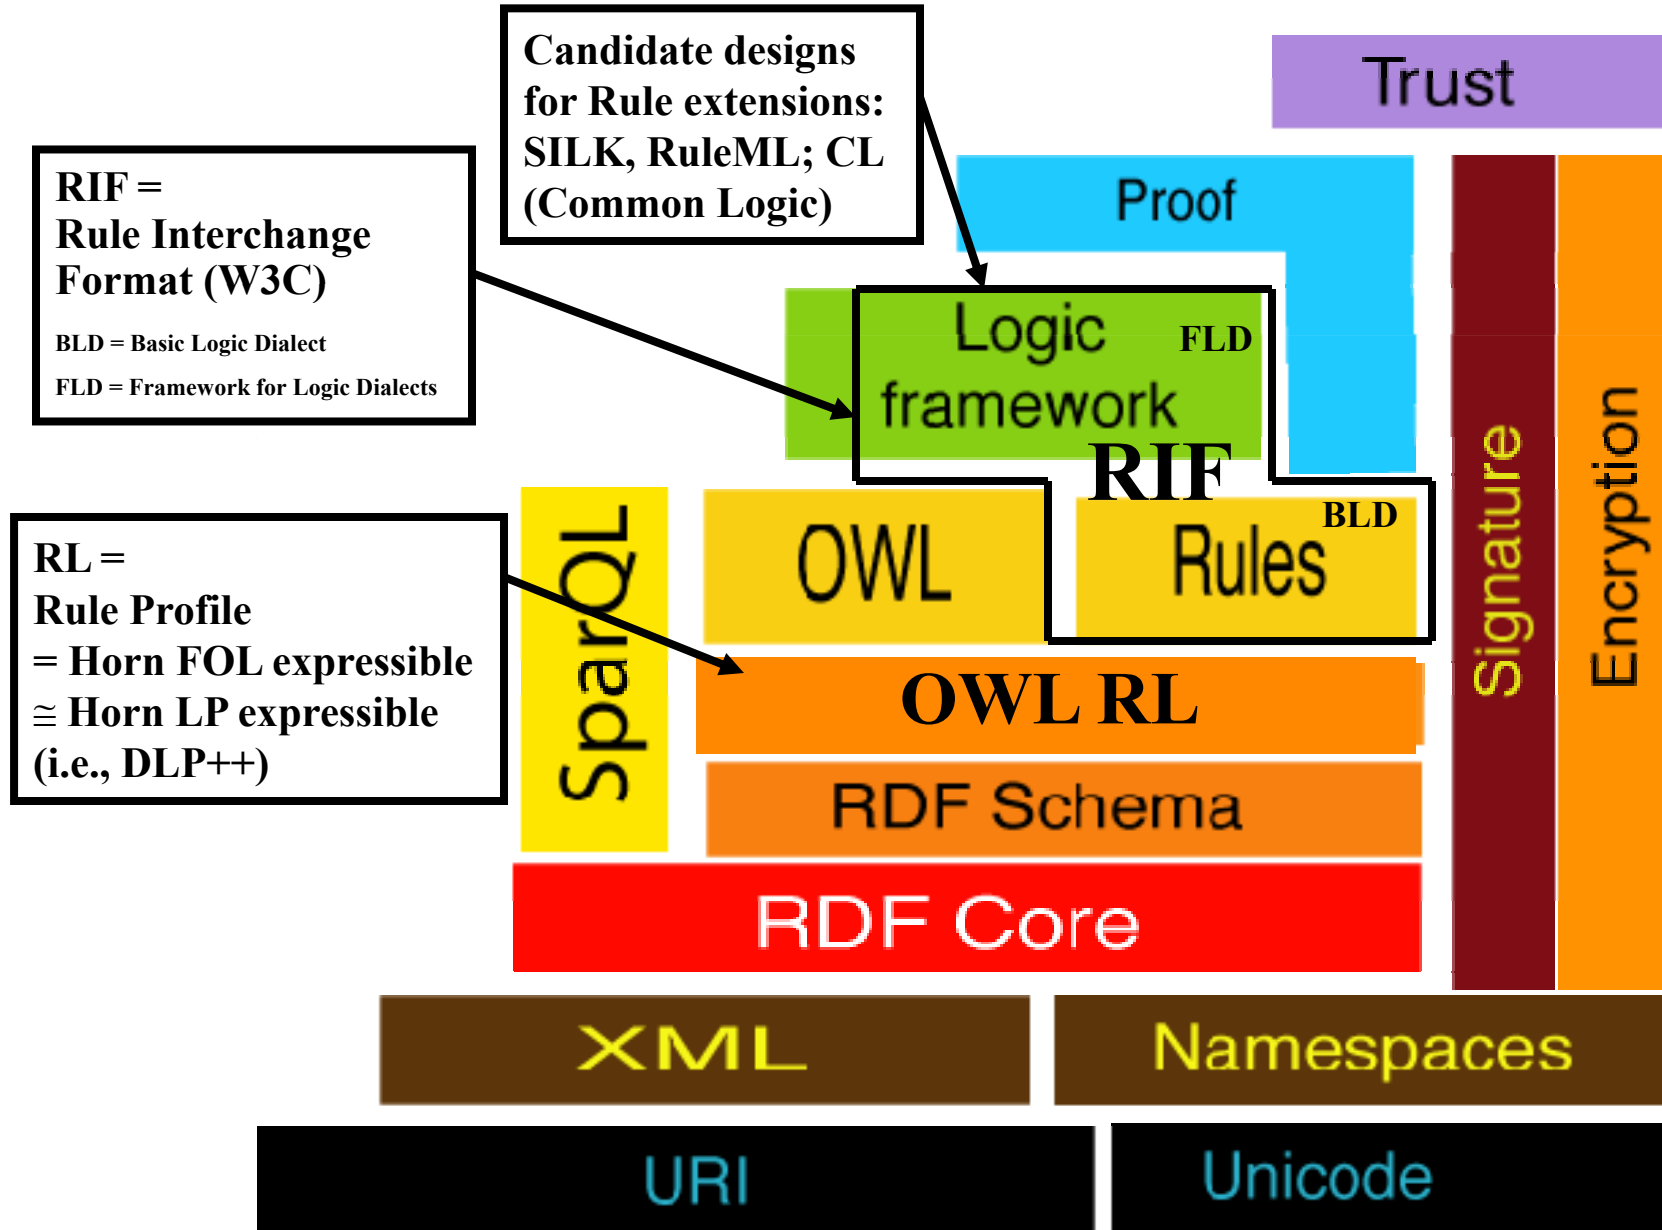 Candidate designs
for Rule extensions:
SILK, RuleML; CL
(Common Logic)
Trust
RIF =
Rule Interchange
Format (W3C)
BLD = Basic Logic Dialect
FLD = Framework for Logic Dialects
Proof
Logic
framework
FLD
RIF
BLD
RL =
Rule Profile
= Horn FOL expressible
≅ Horn LP expressible
(i.e., DLP++)
SparQL
OWL
Rules
Signature
Encryption
OWL RL
RDF Schema
RDF Core
XML
Namespaces
URI
Unicode